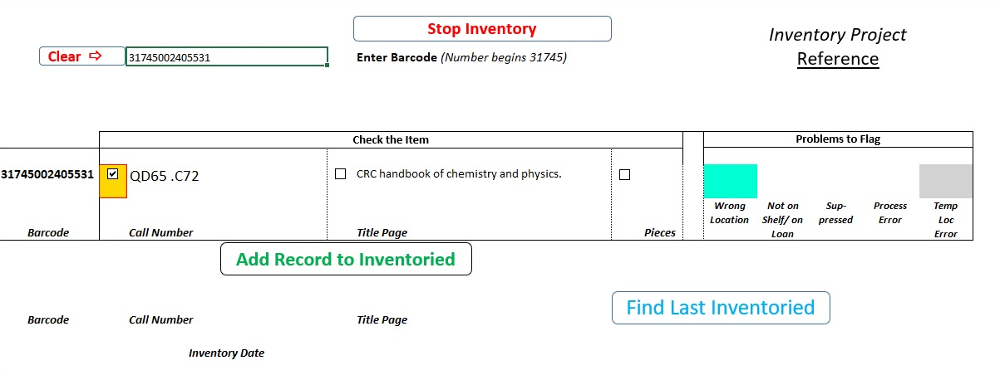 Stop Inventory
Inventory Project
Reference
Clear ⇨
31745002405531
Enter Barcode (Number begins 31745)
Check the Item
Problems to Flag
31745002405531
QD65 .C72
CRC handbook of chemistry and physics.
Wrong Location
Not on Shelf/ on Loan
Sup-pressed
Process Error
Temp Loc Error
Barcode
Call Number
Title Page
Pieces
Add Record to Inventoried
Find Last Inventoried
Barcode
Call Number
Title Page
Inventory Date